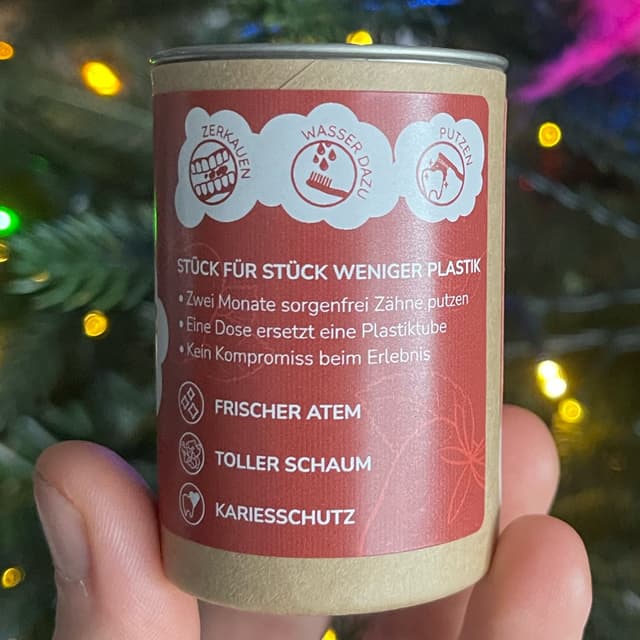 ZERKAUEN
WASSER DAZU
PUTZEN
STÜCK FÜR STÜCK WENIGER PLASTIK
• Zwei Monate sorgenfrei Zähne putzen
• Eine Dose ersetzt eine Plastiktube
• Kein Kompromiss beim Erlebnis
FRISCHER ATEM
TOLLER SCHAUM
KARIESSCHUTZ